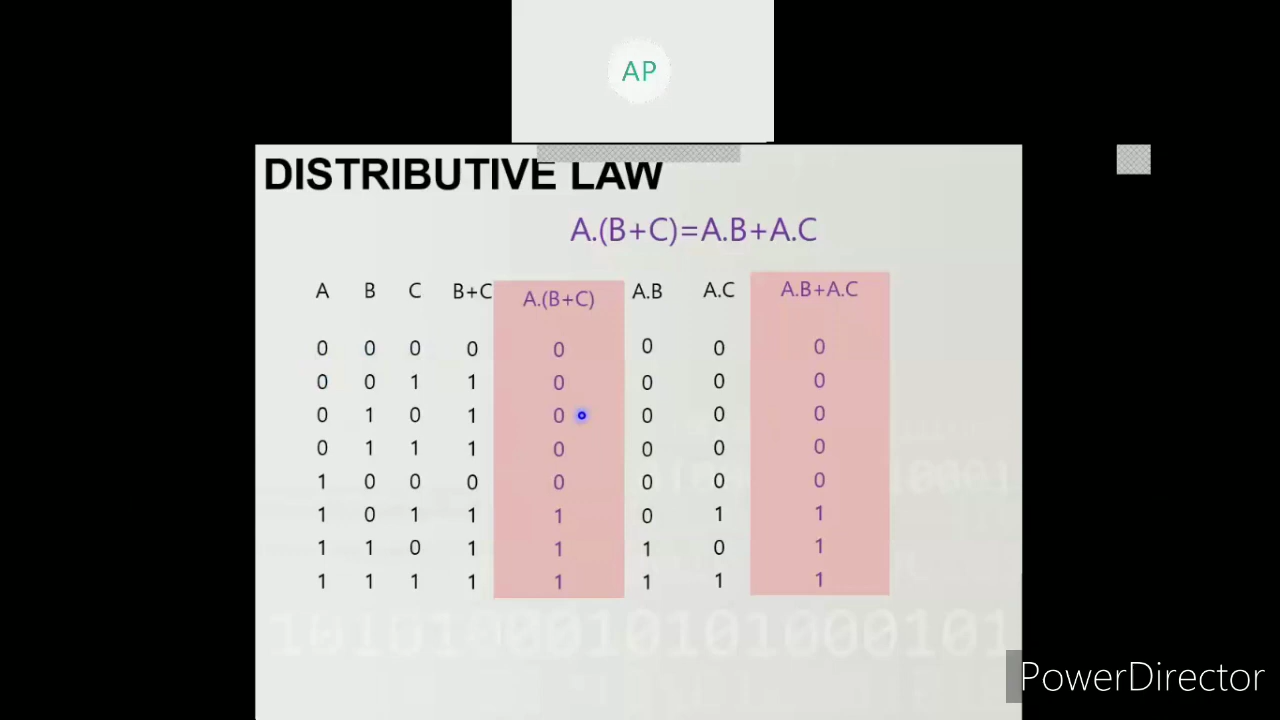 AP
DISTRIBUTIVE LAW
A.(B+C)=A.B+A.C
A B C B+C A.(B+C) A.B A.C A.B+A.C
0 0 0 0 0 0 0 0
0 0 1 1 0 0 0 0
0 1 0 1 0 0 0 0
0 1 1 1 0 0 0 0
1 0 0 0 0 0 0 0
1 0 1 1 1 0 1 1
1 1 0 1 1 1 0 1
1 1 1 1 1 1 1 1
1010100010101000101
PowerDirector